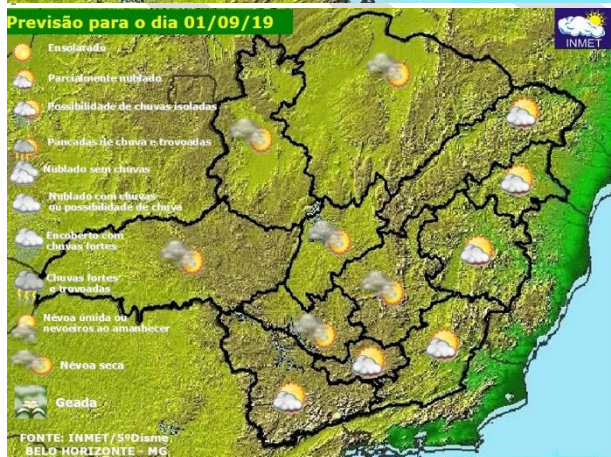 Previsão para o dia 01/09/19
INMET
Ensolarado
Parcialmente nublado
Possibilidade de chuvas isoladas
Pancadas de chuva e trovoadas
Nublado sem chuvas
Nublado com chuvas
ou possibilidade de chuva
Encoberto com
chuvas fortes
Chuvas fortes
e trovoadas
Névoa úmida ou
nevoeiros ao amanhecer
Névoa seca
Geada
FONTE: INMET/5ºDisme
BELO HORIZONTE - MG